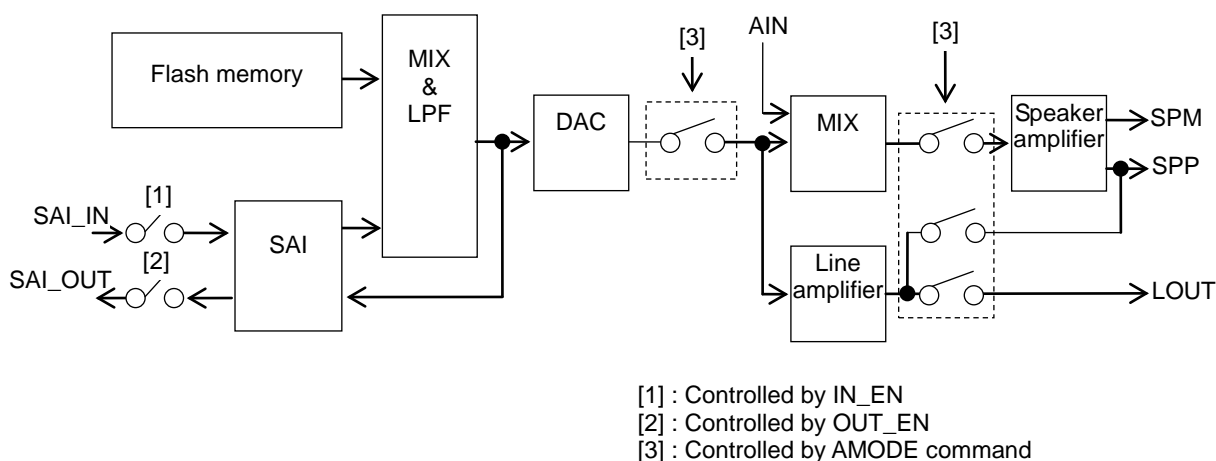 [3]
AIN
[3]
Flash memory
MIX
&
LPF
DAC
MIX
Speaker
amplifier
SPM
SPP
SAI_IN
[1]
SAI
SAI_OUT
[2]
Line
amplifier
LOUT
[1] : Controlled by IN_EN
[2] : Controlled by OUT_EN
[3] : Controlled by AMODE command